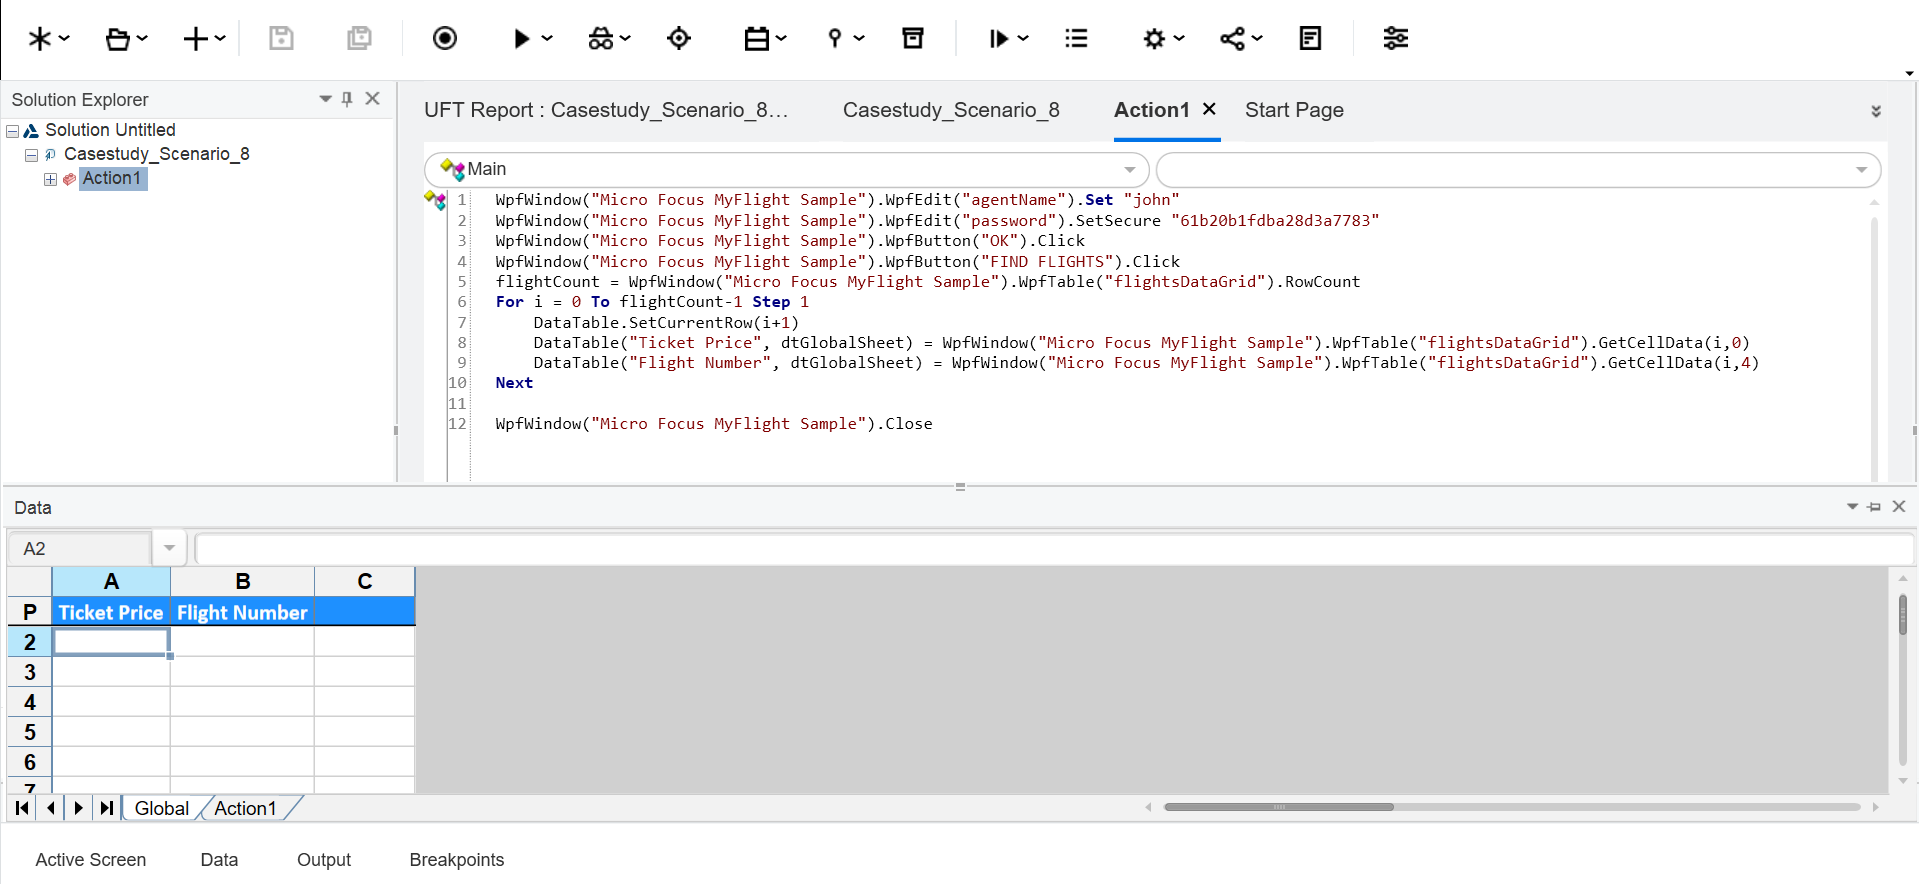 Solution Explorer
Solution Untitled
Casestudy_Scenario_8
Action1
UFT Report : Casestudy_Scenario_8...
Casestudy_Scenario_8
Action1
Start Page
Main
1 WpfWindow("Micro Focus MyFlight Sample").WpfEdit("agentName").Set "john"
2 WpfWindow("Micro Focus MyFlight Sample").WpfEdit("password").SetSecure "61b20b1fdba28d3a7783"
3 WpfWindow("Micro Focus MyFlight Sample").WpfButton("OK").Click
4 WpfWindow("Micro Focus MyFlight Sample").WpfButton("FIND FLIGHTS").Click
5 flightCount = WpfWindow("Micro Focus MyFlight Sample").WpfTable("flightsDataGrid").RowCount
6 For i = 0 To flightCount-1 Step 1
7 DataTable.SetCurrentRow(i+1)
8 DataTable("Ticket Price", dtGlobalSheet) = WpfWindow("Micro Focus MyFlight Sample").WpfTable("flightsDataGrid").GetCellData(i,0)
9 DataTable("Flight Number", dtGlobalSheet) = WpfWindow("Micro Focus MyFlight Sample").WpfTable("flightsDataGrid").GetCellData(i,4)
10 Next
11
12 WpfWindow("Micro Focus MyFlight Sample").Close
Data
A2
A B C
P Ticket Price Flight Number
2
3
4
5
6
7
Global Action1
Active Screen Data Output Breakpoints